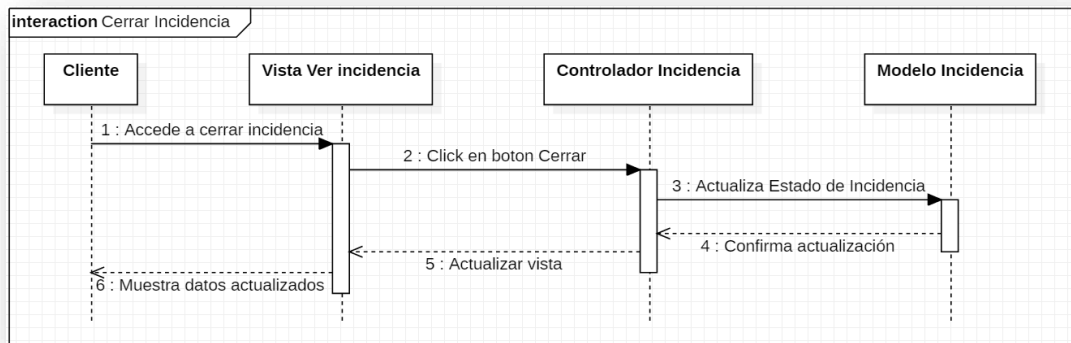 interaction Cerrar Incidencia
Cliente
Vista Ver incidencia
Controlador Incidencia
Modelo Incidencia
1 : Accede a cerrar incidencia
2 : Click en boton Cerrar
3 : Actualiza Estado de Incidencia
4 : Confirma actualización
5 : Actualizar vista
6 : Muestra datos actualizados